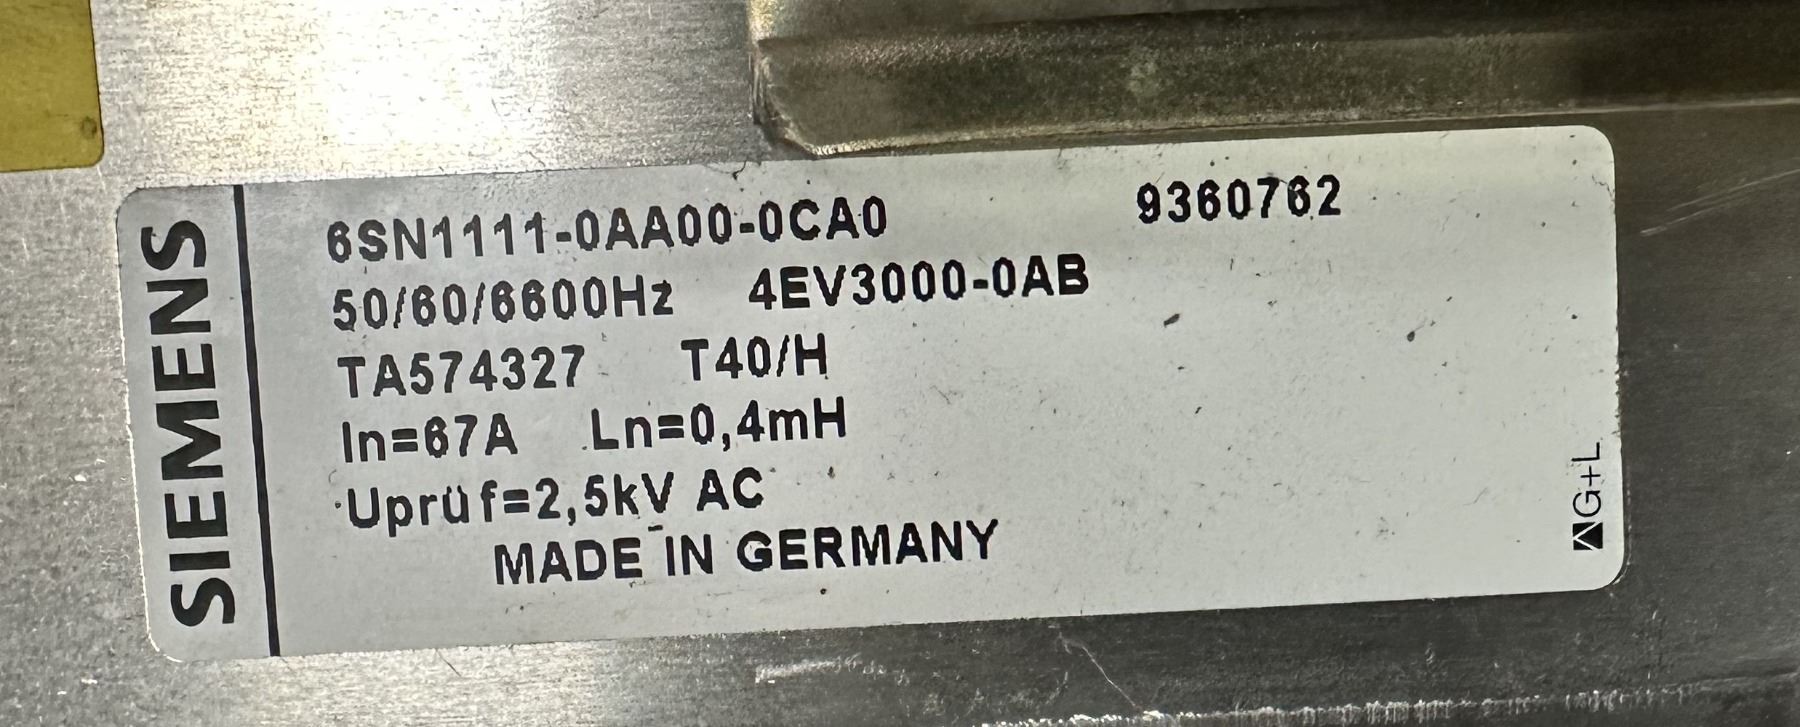 SIEMENS
6SN1111-0AA00-0CA0 9360762
50/60/6600Hz 4EV3000-0AB
TA574327 T40/H
In=67A Ln=0,4mH
Uprüf=2,5kV AC
MADE IN GERMANY
G+L